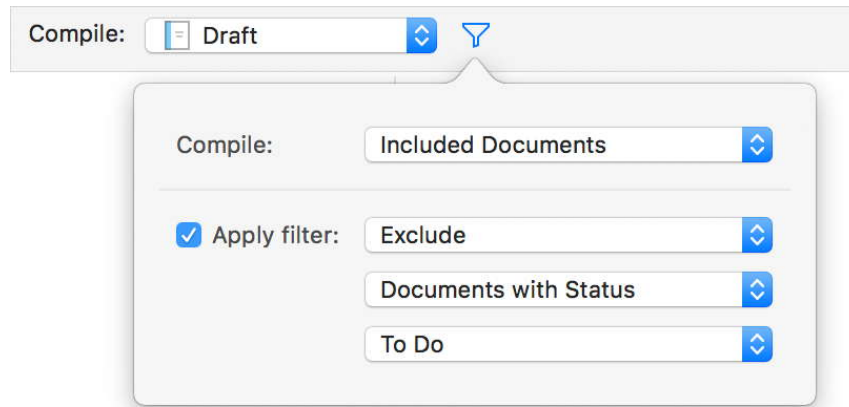 Compile: Draft
Compile: Included Documents
Apply filter: Exclude
Documents with Status
To Do